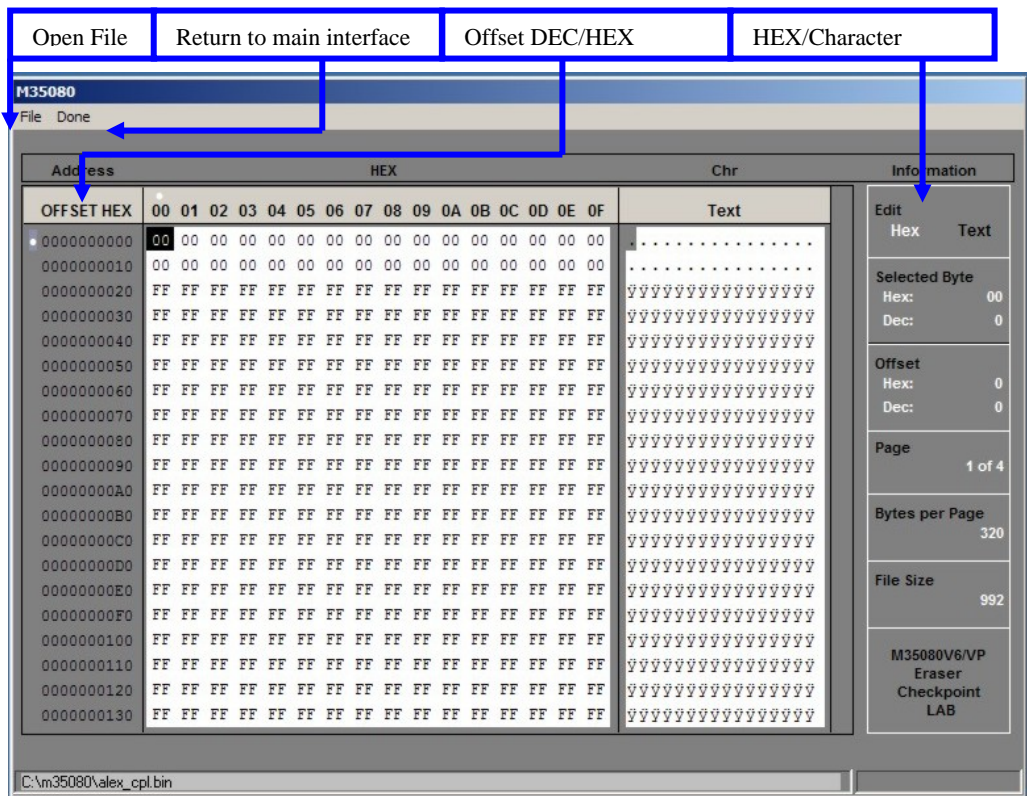 Open File Return to main interface Offset DEC/HEX HEX/Character
M35080
File Done
Address HEX Chr Information
OFFSET HEX 00 01 02 03 04 05 06 07 08 09 0A 0B 0C 0D 0E 0F Text Edit
Hex Text
0000000000 00 00 00 00 00 00 00 00 00 00 00 00 00 00 00 00 ................
0000000010 00 00 00 00 00 00 00 00 00 00 00 00 00 00 00 00 ................
Selected Byte
0000000020 FF FF FF FF FF FF FF FF FF FF FF FF FF FF FF FF ÿÿÿÿÿÿÿÿÿÿÿÿÿÿÿÿ Hex: 00
0000000030 FF FF FF FF FF FF FF FF FF FF FF FF FF FF FF FF ÿÿÿÿÿÿÿÿÿÿÿÿÿÿÿÿ Dec: 0
0000000040 FF FF FF FF FF FF FF FF FF FF FF FF FF FF FF FF ÿÿÿÿÿÿÿÿÿÿÿÿÿÿÿÿ
0000000050 FF FF FF FF FF FF FF FF FF FF FF FF FF FF FF FF ÿÿÿÿÿÿÿÿÿÿÿÿÿÿÿÿ Offset
0000000060 FF FF FF FF FF FF FF FF FF FF FF FF FF FF FF FF ÿÿÿÿÿÿÿÿÿÿÿÿÿÿÿÿ Hex: 0
0000000070 FF FF FF FF FF FF FF FF FF FF FF FF FF FF FF FF ÿÿÿÿÿÿÿÿÿÿÿÿÿÿÿÿ Dec: 0
0000000080 FF FF FF FF FF FF FF FF FF FF FF FF FF FF FF FF ÿÿÿÿÿÿÿÿÿÿÿÿÿÿÿÿ Page
0000000090 FF FF FF FF FF FF FF FF FF FF FF FF FF FF FF FF ÿÿÿÿÿÿÿÿÿÿÿÿÿÿÿÿ 1 of 4
00000000A0 FF FF FF FF FF FF FF FF FF FF FF FF FF FF FF FF ÿÿÿÿÿÿÿÿÿÿÿÿÿÿÿÿ
00000000B0 FF FF FF FF FF FF FF FF FF FF FF FF FF FF FF FF ÿÿÿÿÿÿÿÿÿÿÿÿÿÿÿÿ Bytes per Page
00000000C0 FF FF FF FF FF FF FF FF FF FF FF FF FF FF FF FF ÿÿÿÿÿÿÿÿÿÿÿÿÿÿÿÿ 320
00000000D0 FF FF FF FF FF FF FF FF FF FF FF FF FF FF FF FF ÿÿÿÿÿÿÿÿÿÿÿÿÿÿÿÿ
00000000E0 FF FF FF FF FF FF FF FF FF FF FF FF FF FF FF FF ÿÿÿÿÿÿÿÿÿÿÿÿÿÿÿÿ File Size
00000000F0 FF FF FF FF FF FF FF FF FF FF FF FF FF FF FF FF ÿÿÿÿÿÿÿÿÿÿÿÿÿÿÿÿ 992
0000000100 FF FF FF FF FF FF FF FF FF FF FF FF FF FF FF FF ÿÿÿÿÿÿÿÿÿÿÿÿÿÿÿÿ
0000000110 FF FF FF FF FF FF FF FF FF FF FF FF FF FF FF FF ÿÿÿÿÿÿÿÿÿÿÿÿÿÿÿÿ M35080V6/VP
Eraser
0000000120 FF FF FF FF FF FF FF FF FF FF FF FF FF FF FF FF ÿÿÿÿÿÿÿÿÿÿÿÿÿÿÿÿ Checkpoint
0000000130 FF FF FF FF FF FF FF FF FF FF FF FF FF FF FF FF ÿÿÿÿÿÿÿÿÿÿÿÿÿÿÿÿ LAB
C:\m35080\alex_cpl.bin